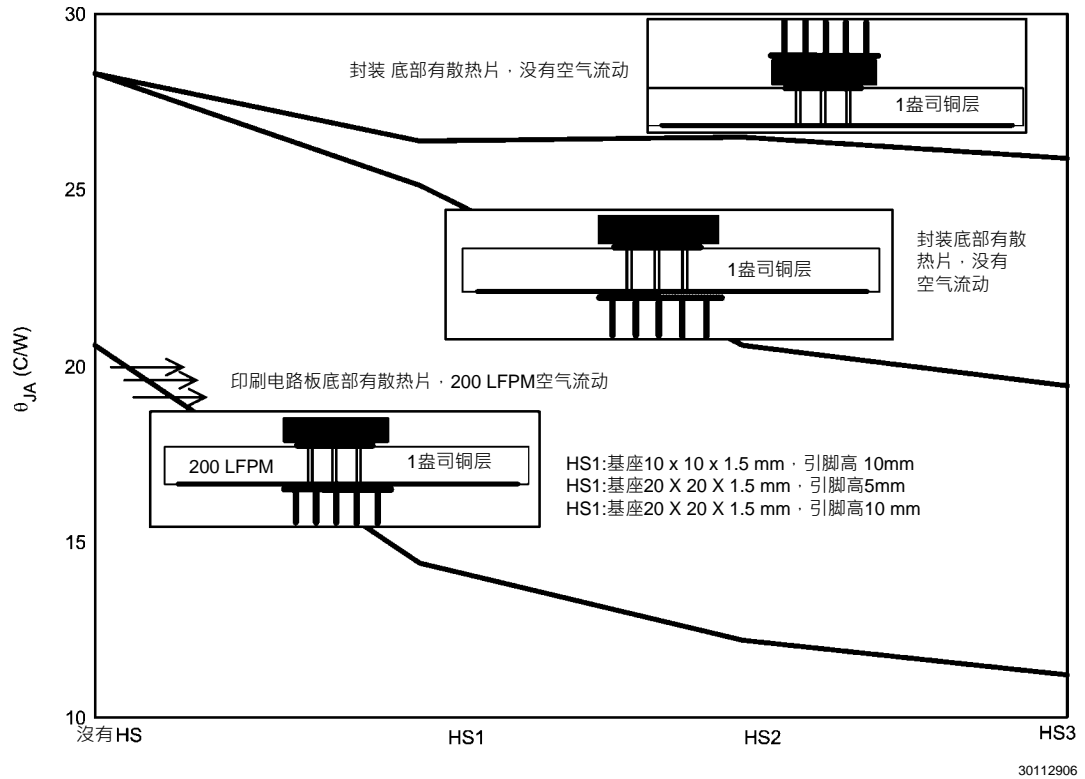 30
封装 底部有散热片，没有空气流动
1盎司铜层
25
1盎司铜层
封装底部有散
热片，没有
空气流动
θJA (C/W)
20
印刷电路板底部有散热片，200 LFPM空气流动
200 LFPM
1盎司铜层
HS1:基座10 x 10 x 1.5 mm，引脚高 10mm
HS1:基座20 X 20 X 1.5 mm，引脚高5mm
HS1:基座20 X 20 X 1.5 mm，引脚高10 mm
15
10
沒有HS
HS1
HS2
HS3
30112906